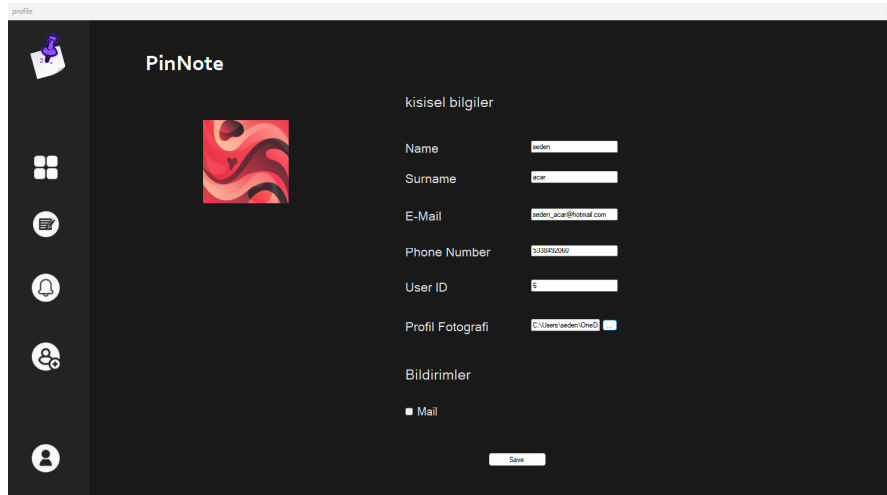 profile
PinNote
kisisel bilgiler
Name seden
Surname acar
E-Mail seden_acar@hotmail.com
Phone Number 5338492060
User ID 6
Profil Fotografi C:\Users\seden\OneD ...
Bildirimler
Mail
Save